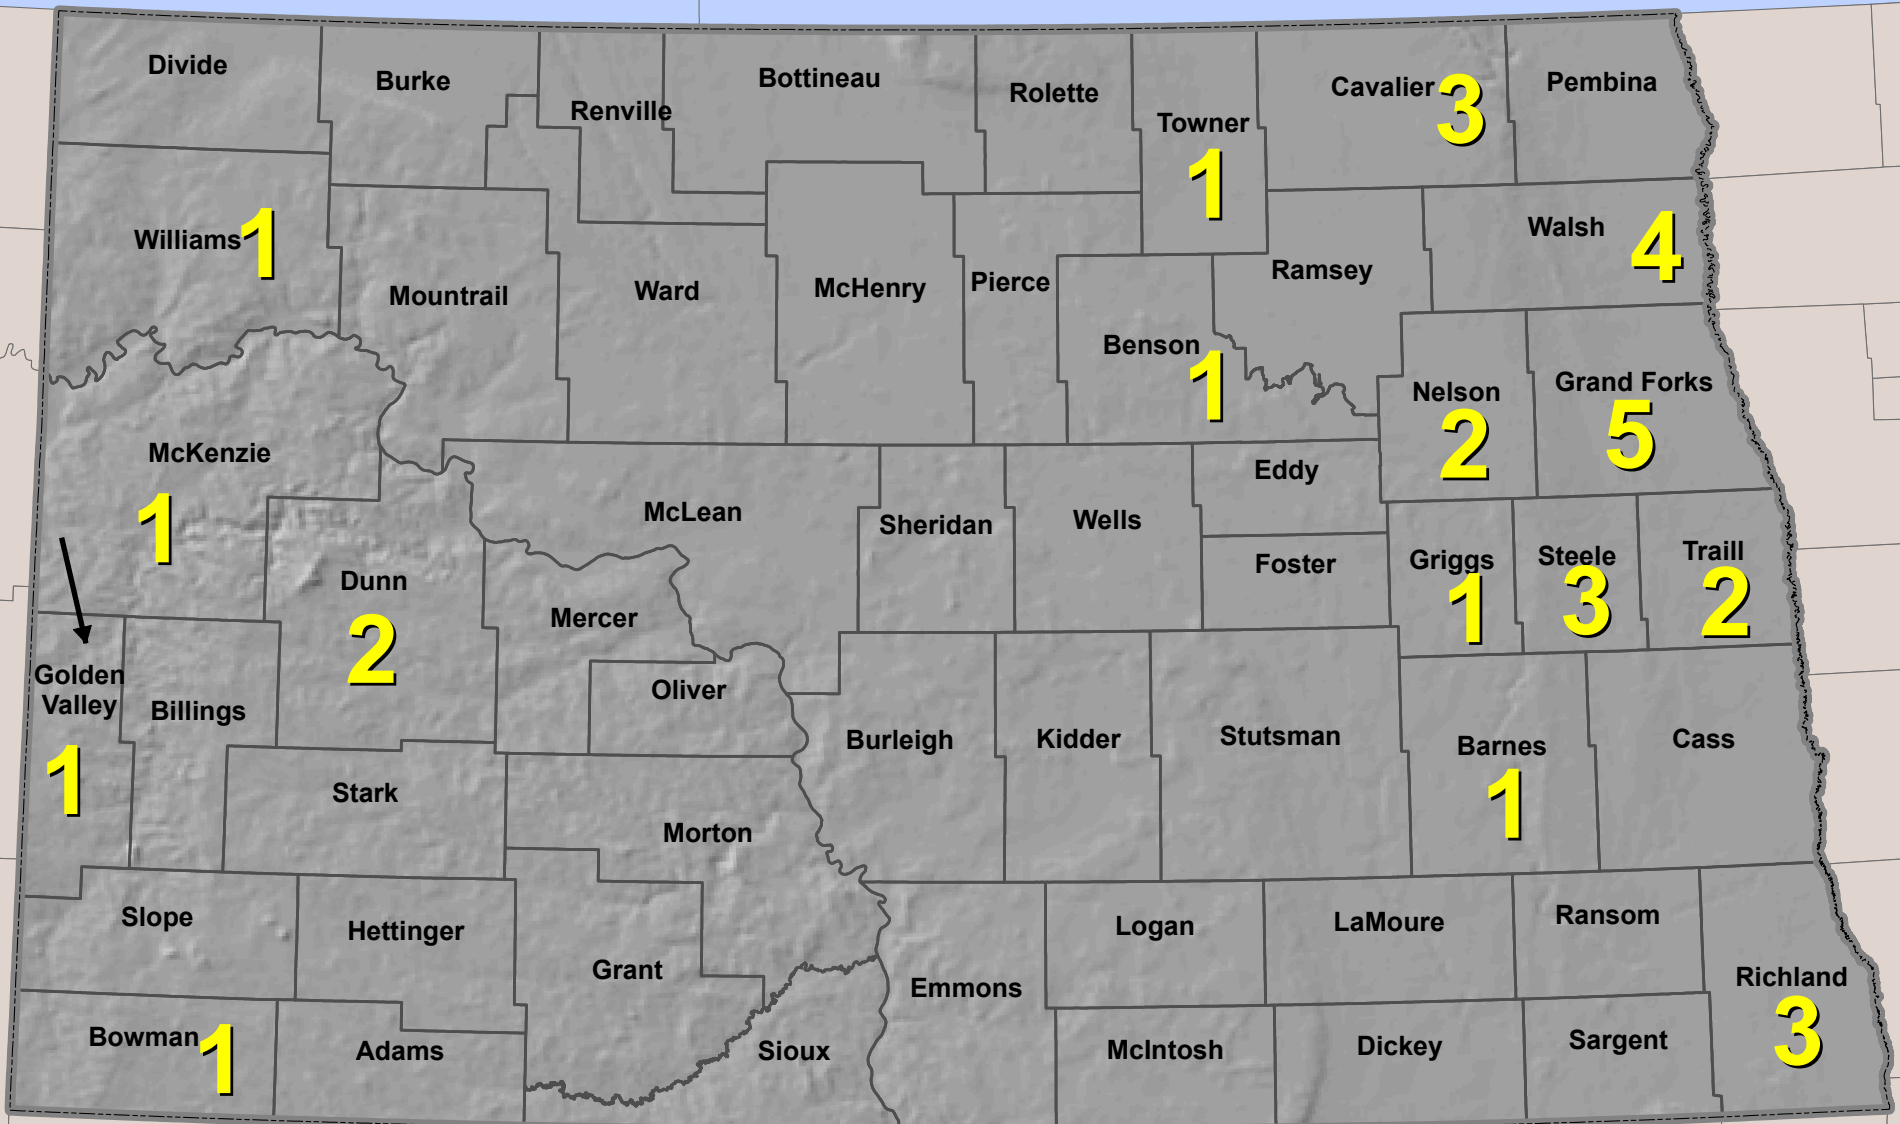 Divide
Burke
Renville
Bottineau
Rolette
Towner
1
Cavalier 3
Pembina
Williams 1
Mountrail
Ward
McHenry
Pierce
Benson
1
Ramsey
Walsh 4
Nelson
2
Grand Forks
5
McKenzie
1
Dunn
2
McLean
Sheridan
Wells
Eddy
Foster
Griggs
1
Steele
3
Traill
2
Golden
Valley
1
Billings
Mercer
Oliver
Stark
Morton
Burleigh
Kidder
Stutsman
Barnes
1
Cass
Slope
Hettinger
Grant
Emmons
Logan
LaMoure
Ransom
Richland
3
Bowman 1
Adams
Sioux
McIntosh
Dickey
Sargent